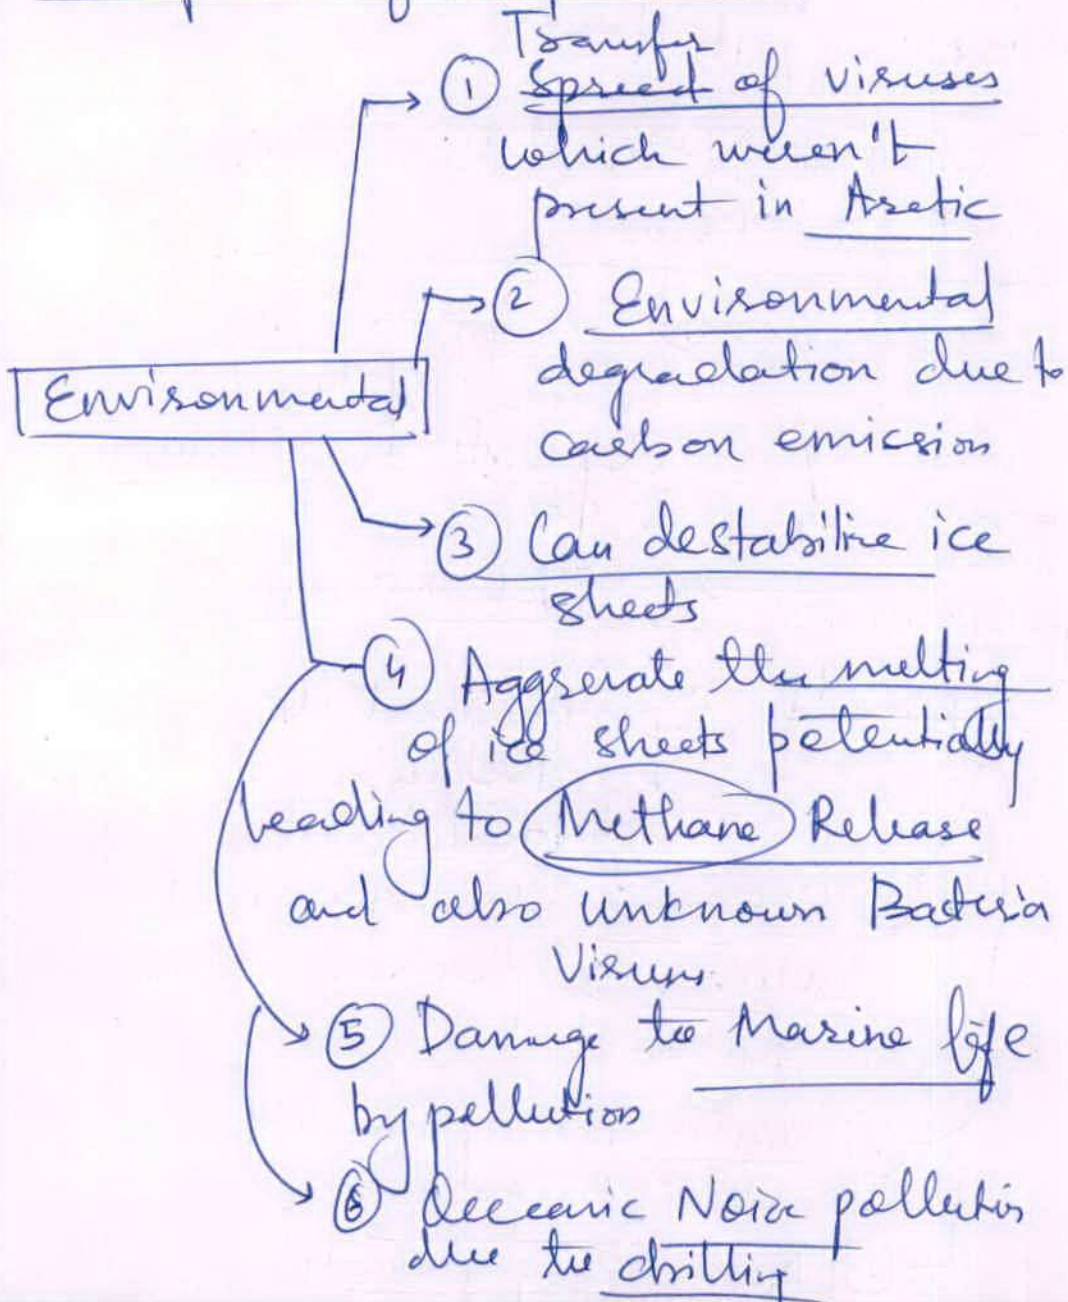 Transfer
① Spread of viruses
which weren't
present in Arctic
② Environmental
degradation due to
carbon emission
Environmental
③ Can destabilize ice
sheets
④ Aggserate the melting
of ice sheets potentially
leading to Methane Release
and also unknown Bacteria
Viruses
⑤ Damage to Marine life
by pollution
⑥ Oceanic Noise pollution
due to drilling